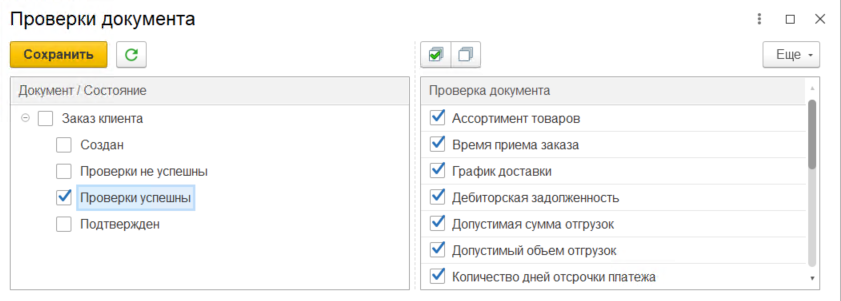 Проверки документа
Сохранить
Еще
Документ / Состояние
Заказ клиента
Создан
Проверки не успешны
Проверки успешны
Подтвержден
Проверка документа
Ассортимент товаров
Время приема заказа
График доставки
Дебиторская задолженность
Допустимая сумма отгрузок
Допустимый объем отгрузок
Количество дней отсрочки платежа